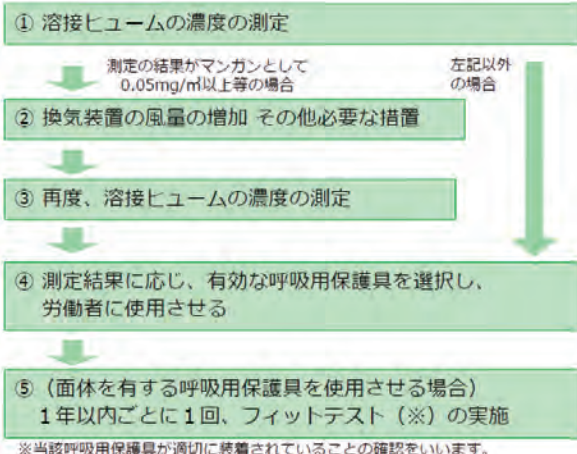 ① 溶接ヒュームの濃度の測定
測定の結果がマンガンとして
0.05mg/㎥以上等の場合
左記以外
の場合
② 換気装置の風量の増加 その他必要な措置
③ 再度、溶接ヒュームの濃度の測定
④ 測定結果に応じ、有効な呼吸用保護具を選択し、
労働者に使用させる
⑤（面体を有する呼吸用保護具を使用させる場合）
1年以内ごとに1回、フィットテスト（※）の実施
※当該呼吸用保護具が適切に装着されていることの確認をいいます。